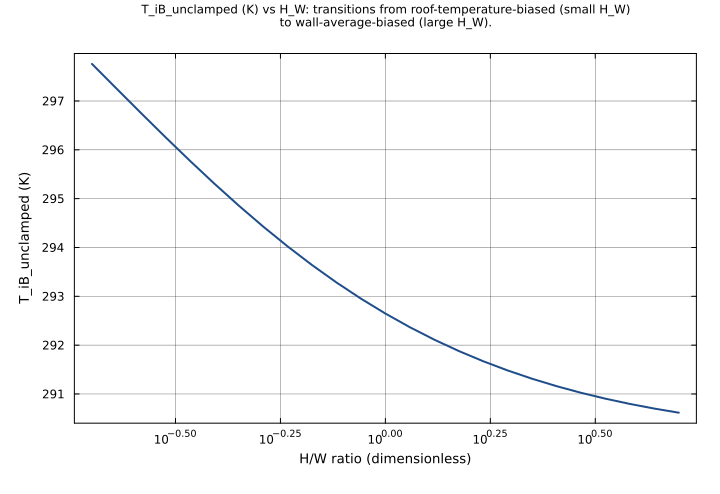 T_iB_unclamped (K) vs H_W: transitions from roof-temperature-biased (small H_W)
to wall-average-biased (large H_W).
T_iB_unclamped (K)
297
296
295
294
293
292
291
10^−0.50 10^−0.25 10^0.00 10^0.25 10^0.50
H/W ratio (dimensionless)